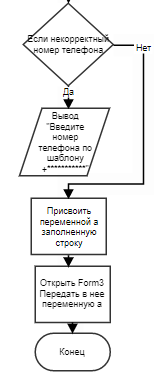 Если некорректный
номер телефона
Нет
Да
Вывод
"Введите
номер
телефона по
шаблону
+***********"
Присвоить
переменной а
заполненную
строку
Открыть Form3
Передать в нее
переменную а
Конец